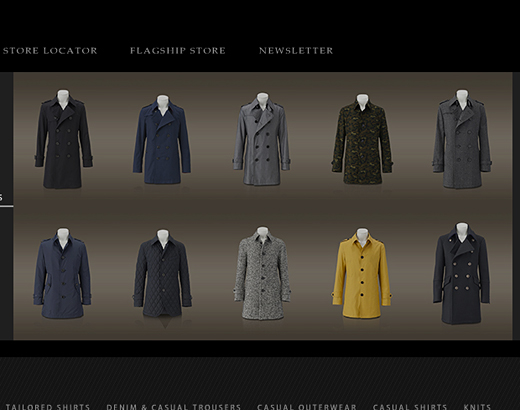 STORE LOCATOR FLAGSHIP STORE NEWSLETTER
S
TAILORED SHIRTS DENIM & CASUAL TROUSERS CASUAL OUTERWEAR CASUAL SHIRTS KNITS